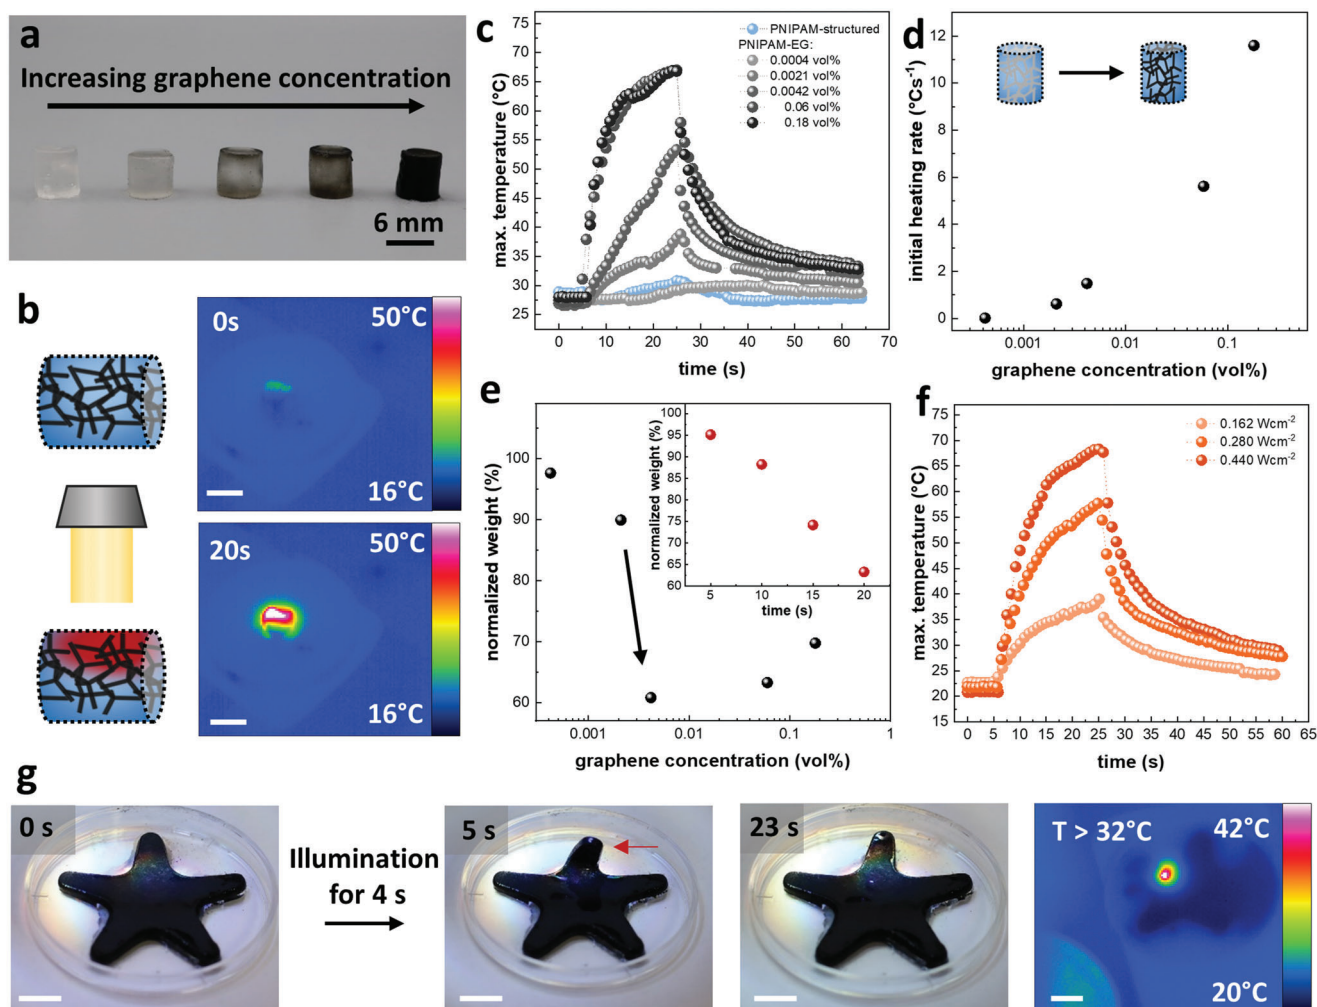 a
Increasing graphene concentration
6 mm
b
0s
50°C
16°C
20s
50°C
16°C
c
max. temperature (°C)
75
70
65
60
55
50
45
40
35
30
25
0 10 20 30 40 50 60 70
time (s)
PNIPAM-structured
PNIPAM-EG:
0.0004 vol%
0.0021 vol%
0.0042 vol%
0.06 vol%
0.18 vol%
d
initial heating rate (°Cs⁻¹)
12
10
8
6
4
2
0
0.001 0.01 0.1
graphene concentration (vol%)
e
normalized weight (%)
100
90
80
70
60
0.001 0.01 0.1 1
graphene concentration (vol%)
normalized weight (%)
100
95
90
85
80
75
70
65
60
5 10 15 20
time (s)
f
max. temperature (°C)
75
70
65
60
55
50
45
40
35
30
25
20
15
0 5 10 15 20 25 30 35 40 45 50 55 60 65
time (s)
0.162 Wcm⁻²
0.280 Wcm⁻²
0.440 Wcm⁻²
g
0 s
Illumination
for 4 s
5 s
23 s
T > 32°C
42°C
20°C